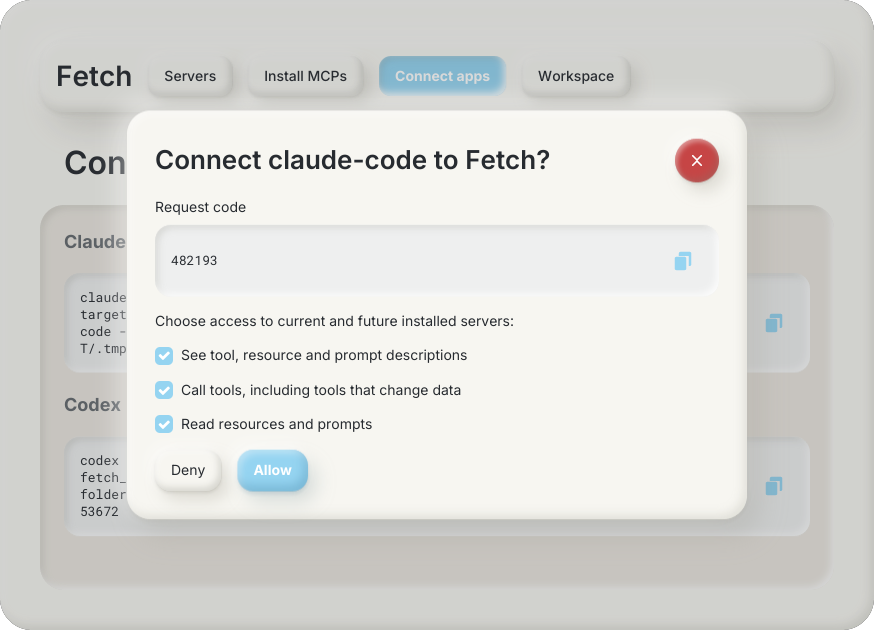 Fetch
Servers
Install MCPs
Connect apps
Workspace
Con
Connect claude-code to Fetch?
Request code
482193
Choose access to current and future installed servers:
See tool, resource and prompt descriptions
Call tools, including tools that change data
Read resources and prompts
Deny
Allow
Claude
claude
target
code -
T/.tmp
Codex
codex
fetch_
folder
53672